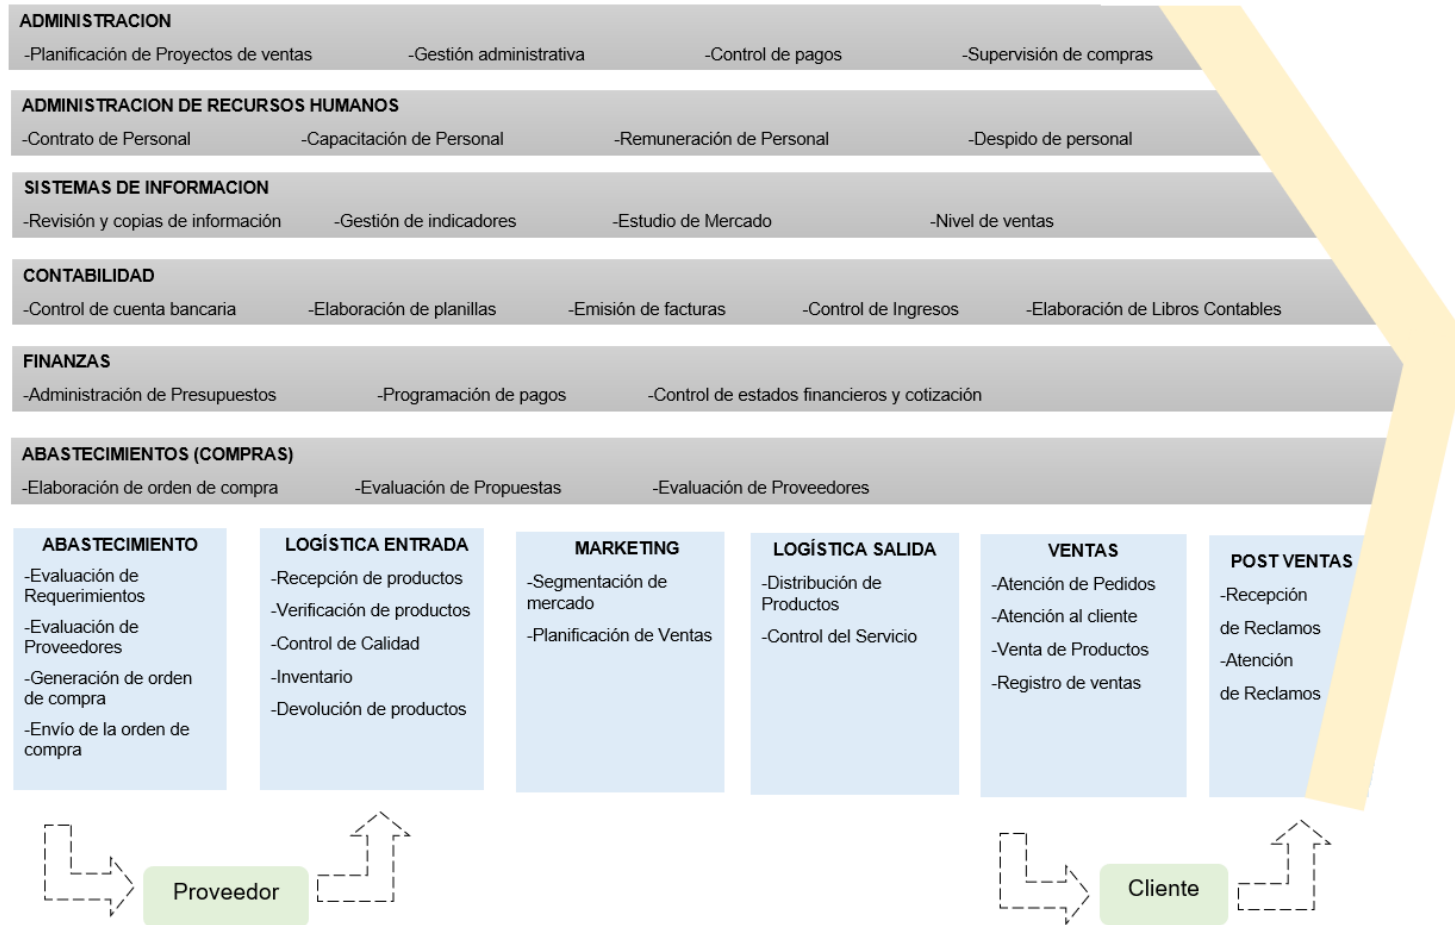 ADMINISTRACION
-Planificación de Proyectos de ventas -Gestión administrativa -Control de pagos -Supervisión de compras
ADMINISTRACION DE RECURSOS HUMANOS
-Contrato de Personal -Capacitación de Personal -Remuneración de Personal -Despido de personal
SISTEMAS DE INFORMACION
-Revisión y copias de información -Gestión de indicadores -Estudio de Mercado -Nivel de ventas
CONTABILIDAD
-Control de cuenta bancaria -Elaboración de planillas -Emisión de facturas -Control de Ingresos -Elaboración de Libros Contables
FINANZAS
-Administración de Presupuestos -Programación de pagos -Control de estados financieros y cotización
ABASTECIMIENTOS (COMPRAS)
-Elaboración de orden de compra -Evaluación de Propuestas -Evaluación de Proveedores
ABASTECIMIENTO
-Evaluación de
Requerimientos
-Evaluación de
Proveedores
-Generación de orden
de compra
-Envío de la orden de
compra
LOGÍSTICA ENTRADA
-Recepción de productos
-Verificación de productos
-Control de Calidad
-Inventario
-Devolución de productos
MARKETING
-Segmentación de
mercado
-Planificación de Ventas
LOGÍSTICA SALIDA
-Distribución de
Productos
-Control del Servicio
VENTAS
-Atención de Pedidos
-Atención al cliente
-Venta de Productos
-Registro de ventas
POST VENTAS
-Recepción
de Reclamos
-Atención
de Reclamos
Proveedor
Cliente